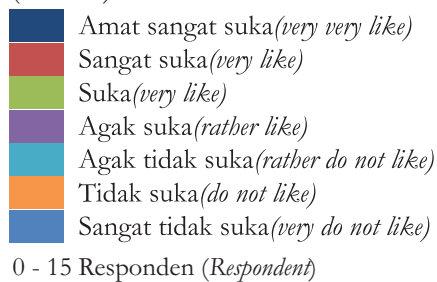 Amat sangat suka(very very like)
Sangat suka(very like)
Suka(very like)
Agak suka(rather like)
Agak tidak suka(rather do not like)
Tidak suka(do not like)
Sangat tidak suka(very do not like)
0 - 15 Responden (Respondent)